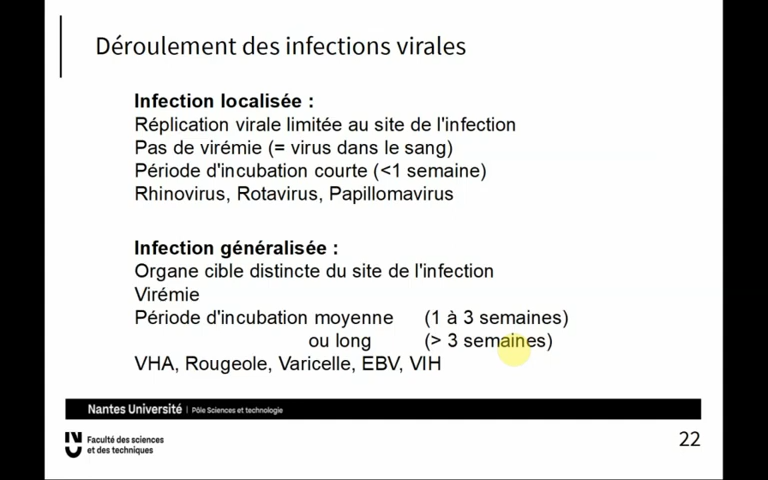 Déroulement des infections virales
Infection localisée :
Réplication virale limitée au site de l'infection
Pas de virémie (= virus dans le sang)
Période d'incubation courte (<1 semaine)
Rhinovirus, Rotavirus, Papillomavirus
Infection généralisée :
Organe cible distincte du site de l'infection
Virémie
Période d'incubation moyenne (1 à 3 semaines)
ou long (> 3 semaines)
VHA, Rougeole, Varicelle, EBV, VIH
Nantes Université | Pôle Sciences et technologie
Faculté des sciences
et des techniques
22